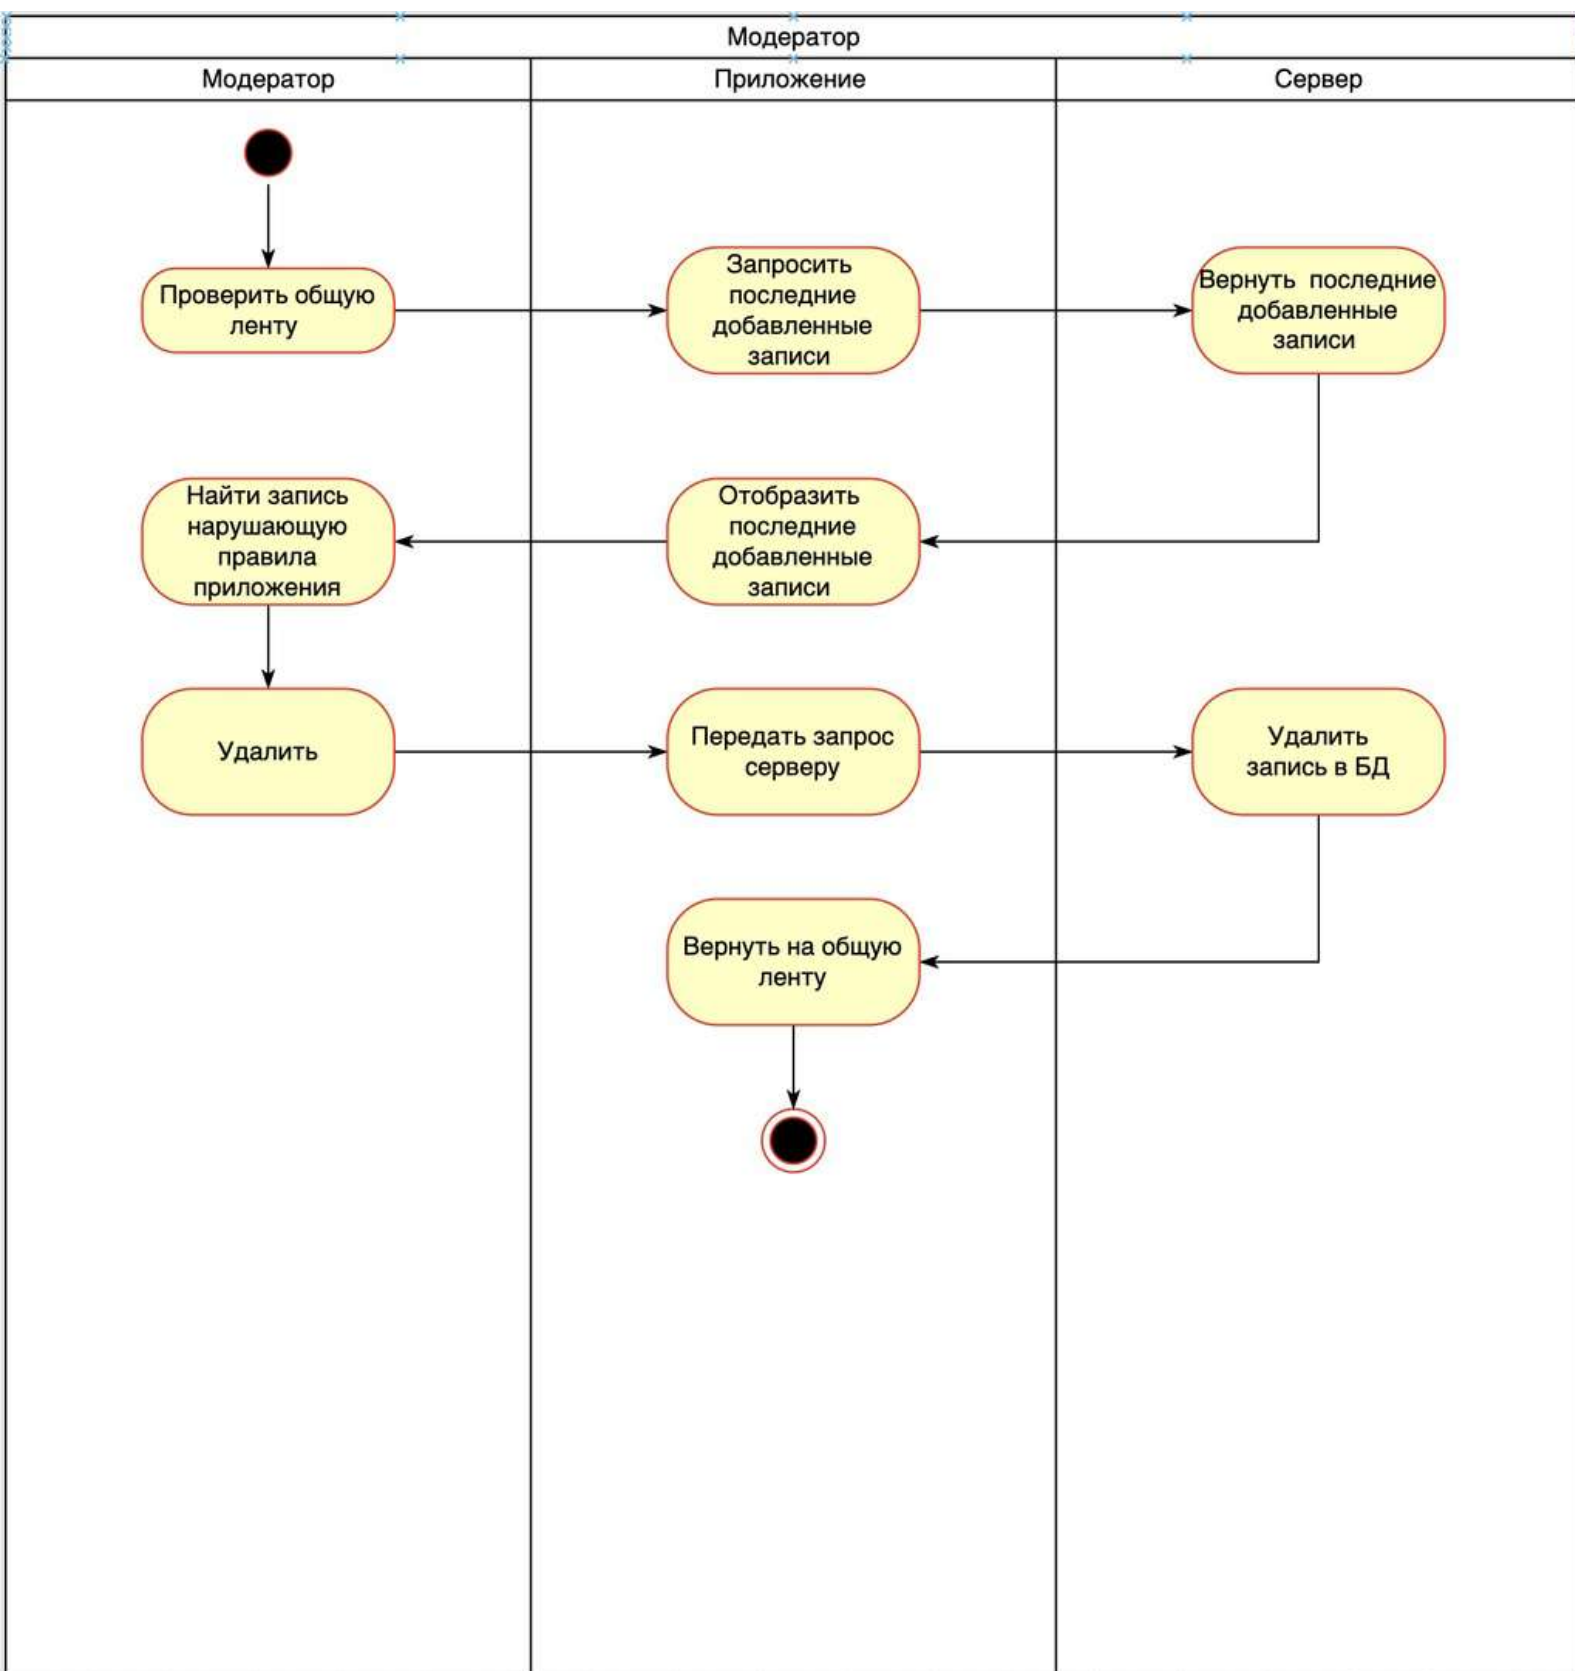 Модератор
Модератор
Приложение
Сервер
Проверить общую
ленту
Запросить
последние
добавленные
записи
Вернуть  последние
добавленные
записи
Найти запись
нарушающую
правила
приложения
Отобразить
последние
добавленные
записи
Удалить
Передать запрос
серверу
Удалить
запись в БД
Вернуть на общую
ленту